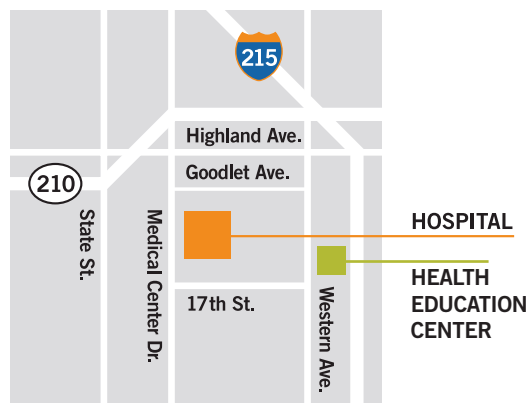 215
Highland Ave.
Goodlet Ave.
210
State St.
Medical Center Dr.
HOSPITAL
HEALTH
EDUCATION
CENTER
17th St.
Western Ave.